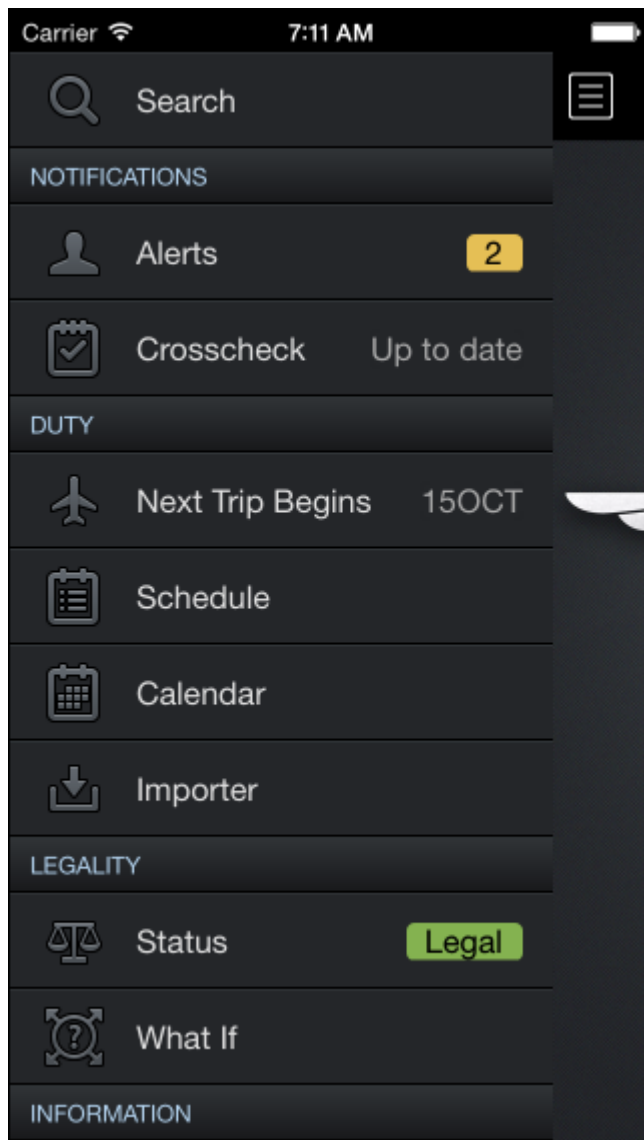 Carrier 7:11 AM
Search
NOTIFICATIONS
Alerts 2
Crosscheck Up to date
DUTY
Next Trip Begins 15OCT
Schedule
Calendar
Importer
LEGALITY
Status Legal
? What If
INFORMATION